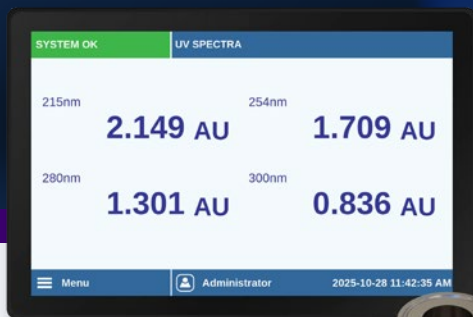 SYSTEM OK UV SPECTRA
215nm 254nm
2.149 AU 1.709 AU
280nm 300nm
1.301 AU 0.836 AU
Menu Administrator 2025-10-28 11:42:35 AM